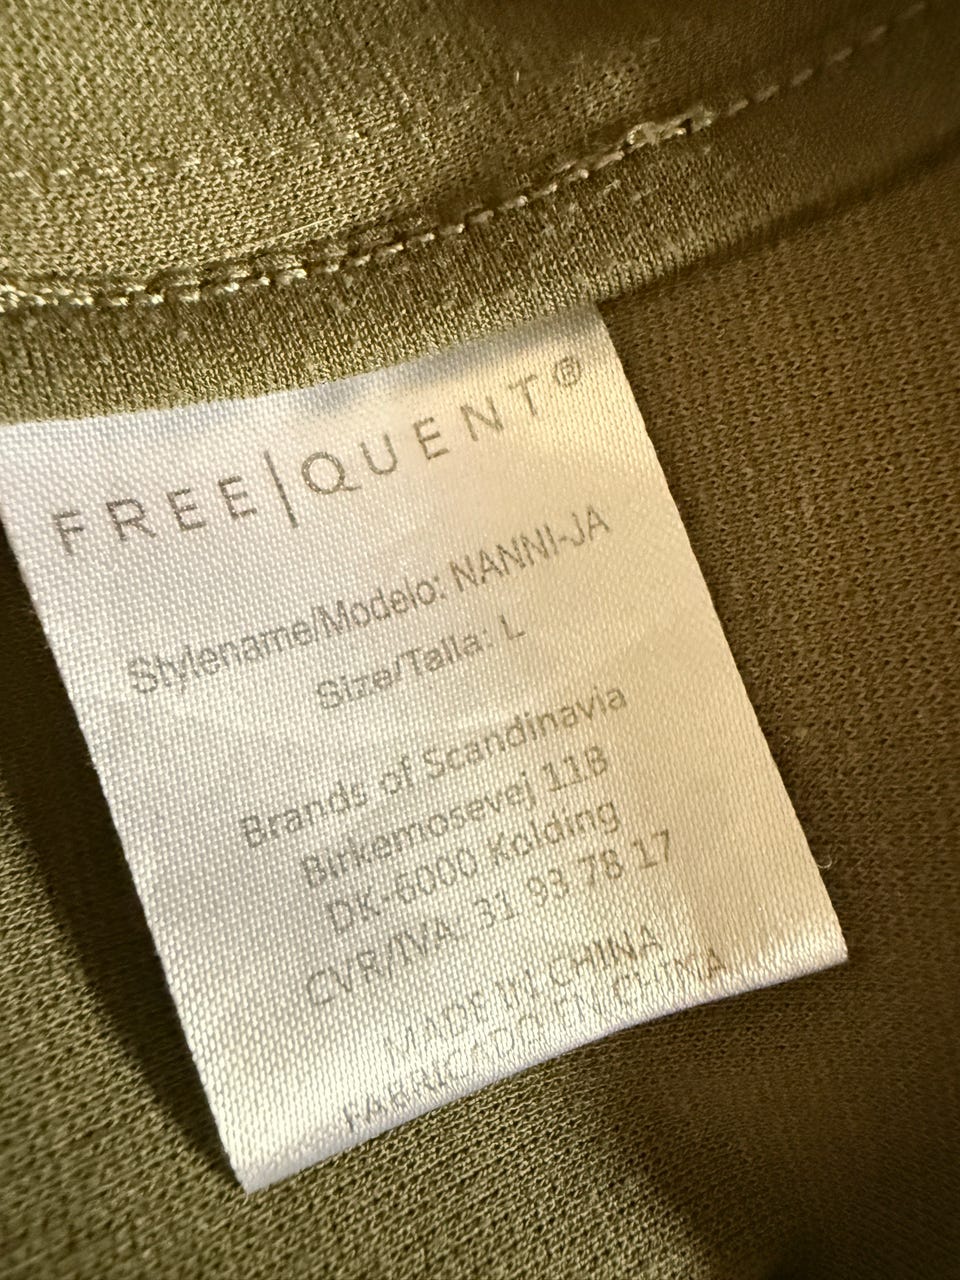 FREE|QUENT®
Stylename/Modelo: NANNI-JA
Size/Talla: L
Brands of Scandinavia
Birkemosevej 11B
DK-6000 Kolding
CVR/IVA: 31 93 78 17
MADE IN CHINA
FABRICADO EN CHINA